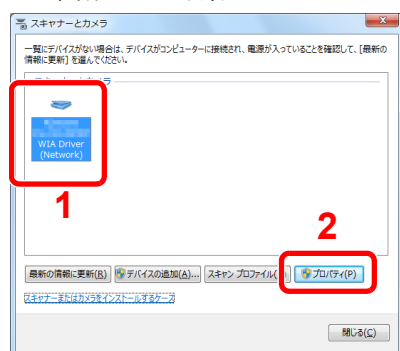 スキャナーとカメラ
一覧にデバイスがない場合は、デバイスがコンピューターに接続され、電源が入っていることを確認して、[最新の
情報に更新] を選んでください。
WIA Driver
(Network)
1
2
最新の情報に更新(R) デバイスの追加(A)... スキャン プロファイル( ) プロパティ(P)
スキャナーまたはカメラをインストールするケース
閉じる(C)